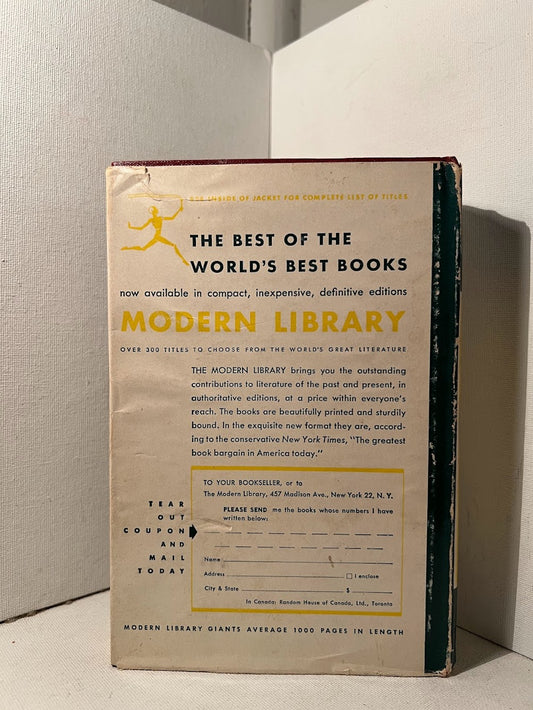 SEE INSIDE OF JACKET FOR COMPLETE LIST OF TITLES
THE BEST OF THE
WORLD'S BEST BOOKS
now available in compact, inexpensive, definitive editions
MODERN LIBRARY
OVER 300 TITLES TO CHOOSE FROM THE WORLD'S GREAT LITERATURE
THE MODERN LIBRARY brings you the outstanding
contributions to literature of the past and present, in
authoritative editions, at a price within everyone's
reach. The books are beautifully printed and sturdily
bound. In the exquisite new format they are, accord-
ing to the conservative New York Times, "The greatest
book bargain in America today."
TO YOUR BOOKSELLER, or to
The Modern Library, 457 Madison Ave., New York 22, N. Y.
PLEASE SEND me the books whose numbers I have
written below:
TEAR
OUT
COUPON
AND
MAIL
TODAY
Name
Address I enclose
City & State $
In Canada: Random House of Canada, Ltd., Toronto
MODERN LIBRARY GIANTS AVERAGE 1000 PAGES IN LENGTH